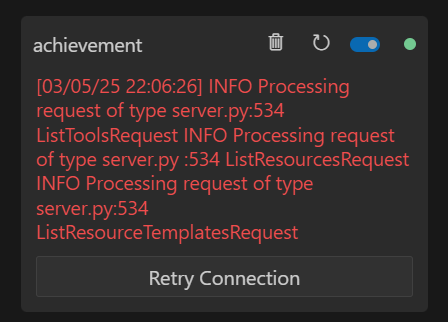 achievement
[03/05/25 22:06:26] INFO Processing
request of type server.py:534
ListToolsRequest INFO Processing request
of type server.py :534 ListResourcesRequest
INFO Processing request of type
server.py:534
ListResourceTemplatesRequest
Retry Connection